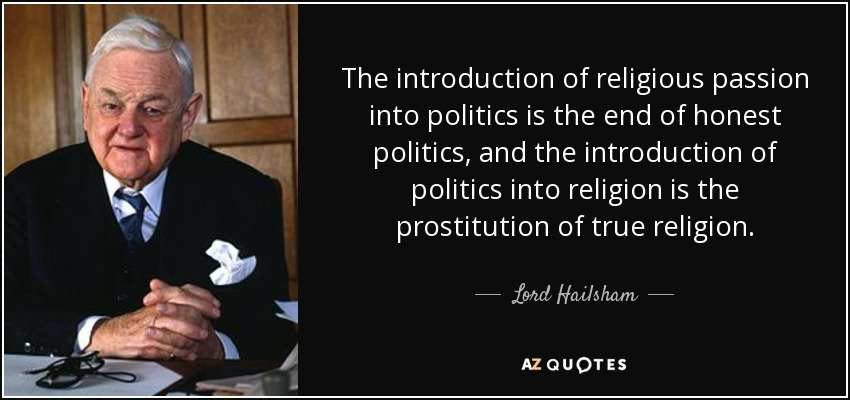 The introduction of religious passion
into politics is the end of honest
politics, and the introduction of
politics into religion is the
prostitution of true religion.
Lord Hailsham
AZ QUOTES